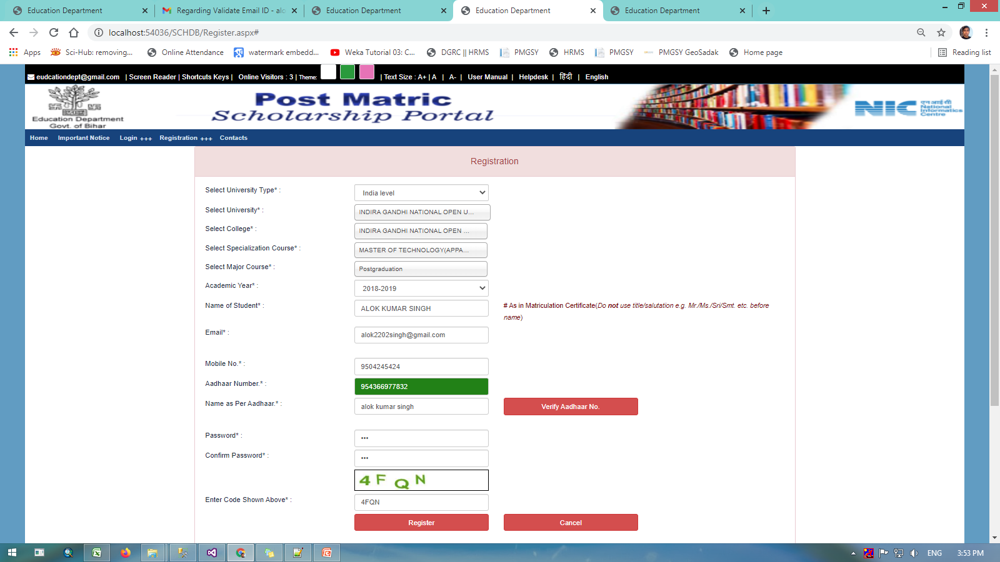 Education Department
Regarding Validate Email ID - alo
Education Department
Education Department
Education Department
localhost:54036/SCHDB/Register.aspx#
Apps
Sci-Hub: removing...
Online Attendance
watermark embedd...
Weka Tutorial 03: C...
DGRC || HRMS
PMGSY
HRMS
PMGSY
PMGSY GeoSadak
Home page
Reading list
eudcationdept@gmail.com | Screen Reader | Shortcuts Keys | Online Visitors : 3 | Theme: | Text Size : A+ | A | A- | User Manual | Helpdesk | हिंदी | English
Education Department
Govt. of Bihar
Post Matric
Scholarship Portal
NIC
एन आई सी
National
Informatics
Centre
Home Important Notice Login +++ Registration +++ Contacts
Registration
Select University Type* : India level
Select University* : INDIRA GANDHI NATIONAL OPEN U...
Select College* : INDIRA GANDHI NATIONAL OPEN ...
Select Specialization Course* : MASTER OF TECHNOLOGY(APPA...
Select Major Course* : Postgraduation
Academic Year* : 2018-2019
Name of Student* : ALOK KUMAR SINGH # As in Matriculation Certificate(Do not use title/salutation e.g. Mr./Ms./Sri/Smt. etc. before
name)
Email* : alok2202singh@gmail.com
Mobile No.* : 9504245424
Aadhaar Number.* : 954366977832
Name as Per Aadhaar.* : alok kumar singh Verify Aadhaar No.
Password* : •••
Confirm Password* : •••
4FQN
Enter Code Shown Above* : 4FQN
Register Cancel
ENG 3:53 PM